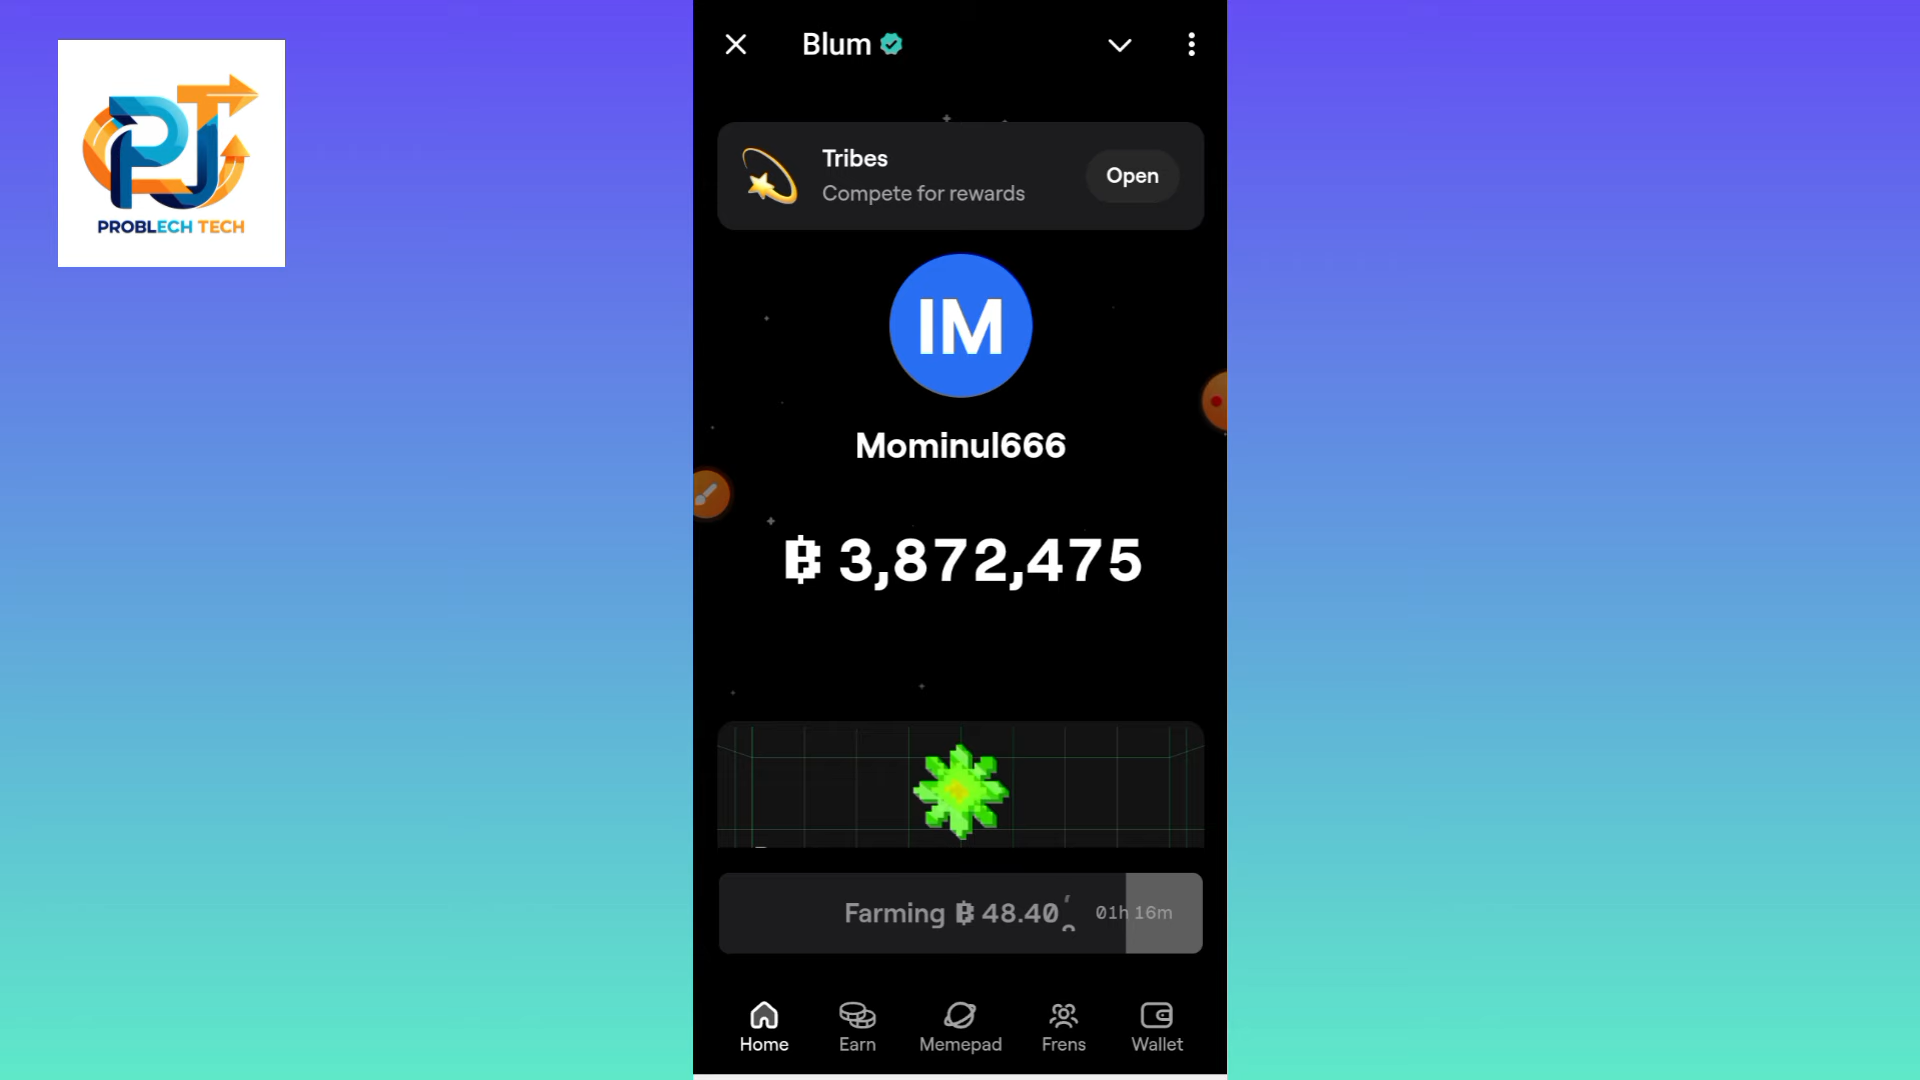 PROBLECH TECH
Blum
Tribes
Compete for rewards
Open
IM
Mominul666
3,872,475
Farming 48.40
01h 16m
Home
Earn
Memepad
Frens
Wallet